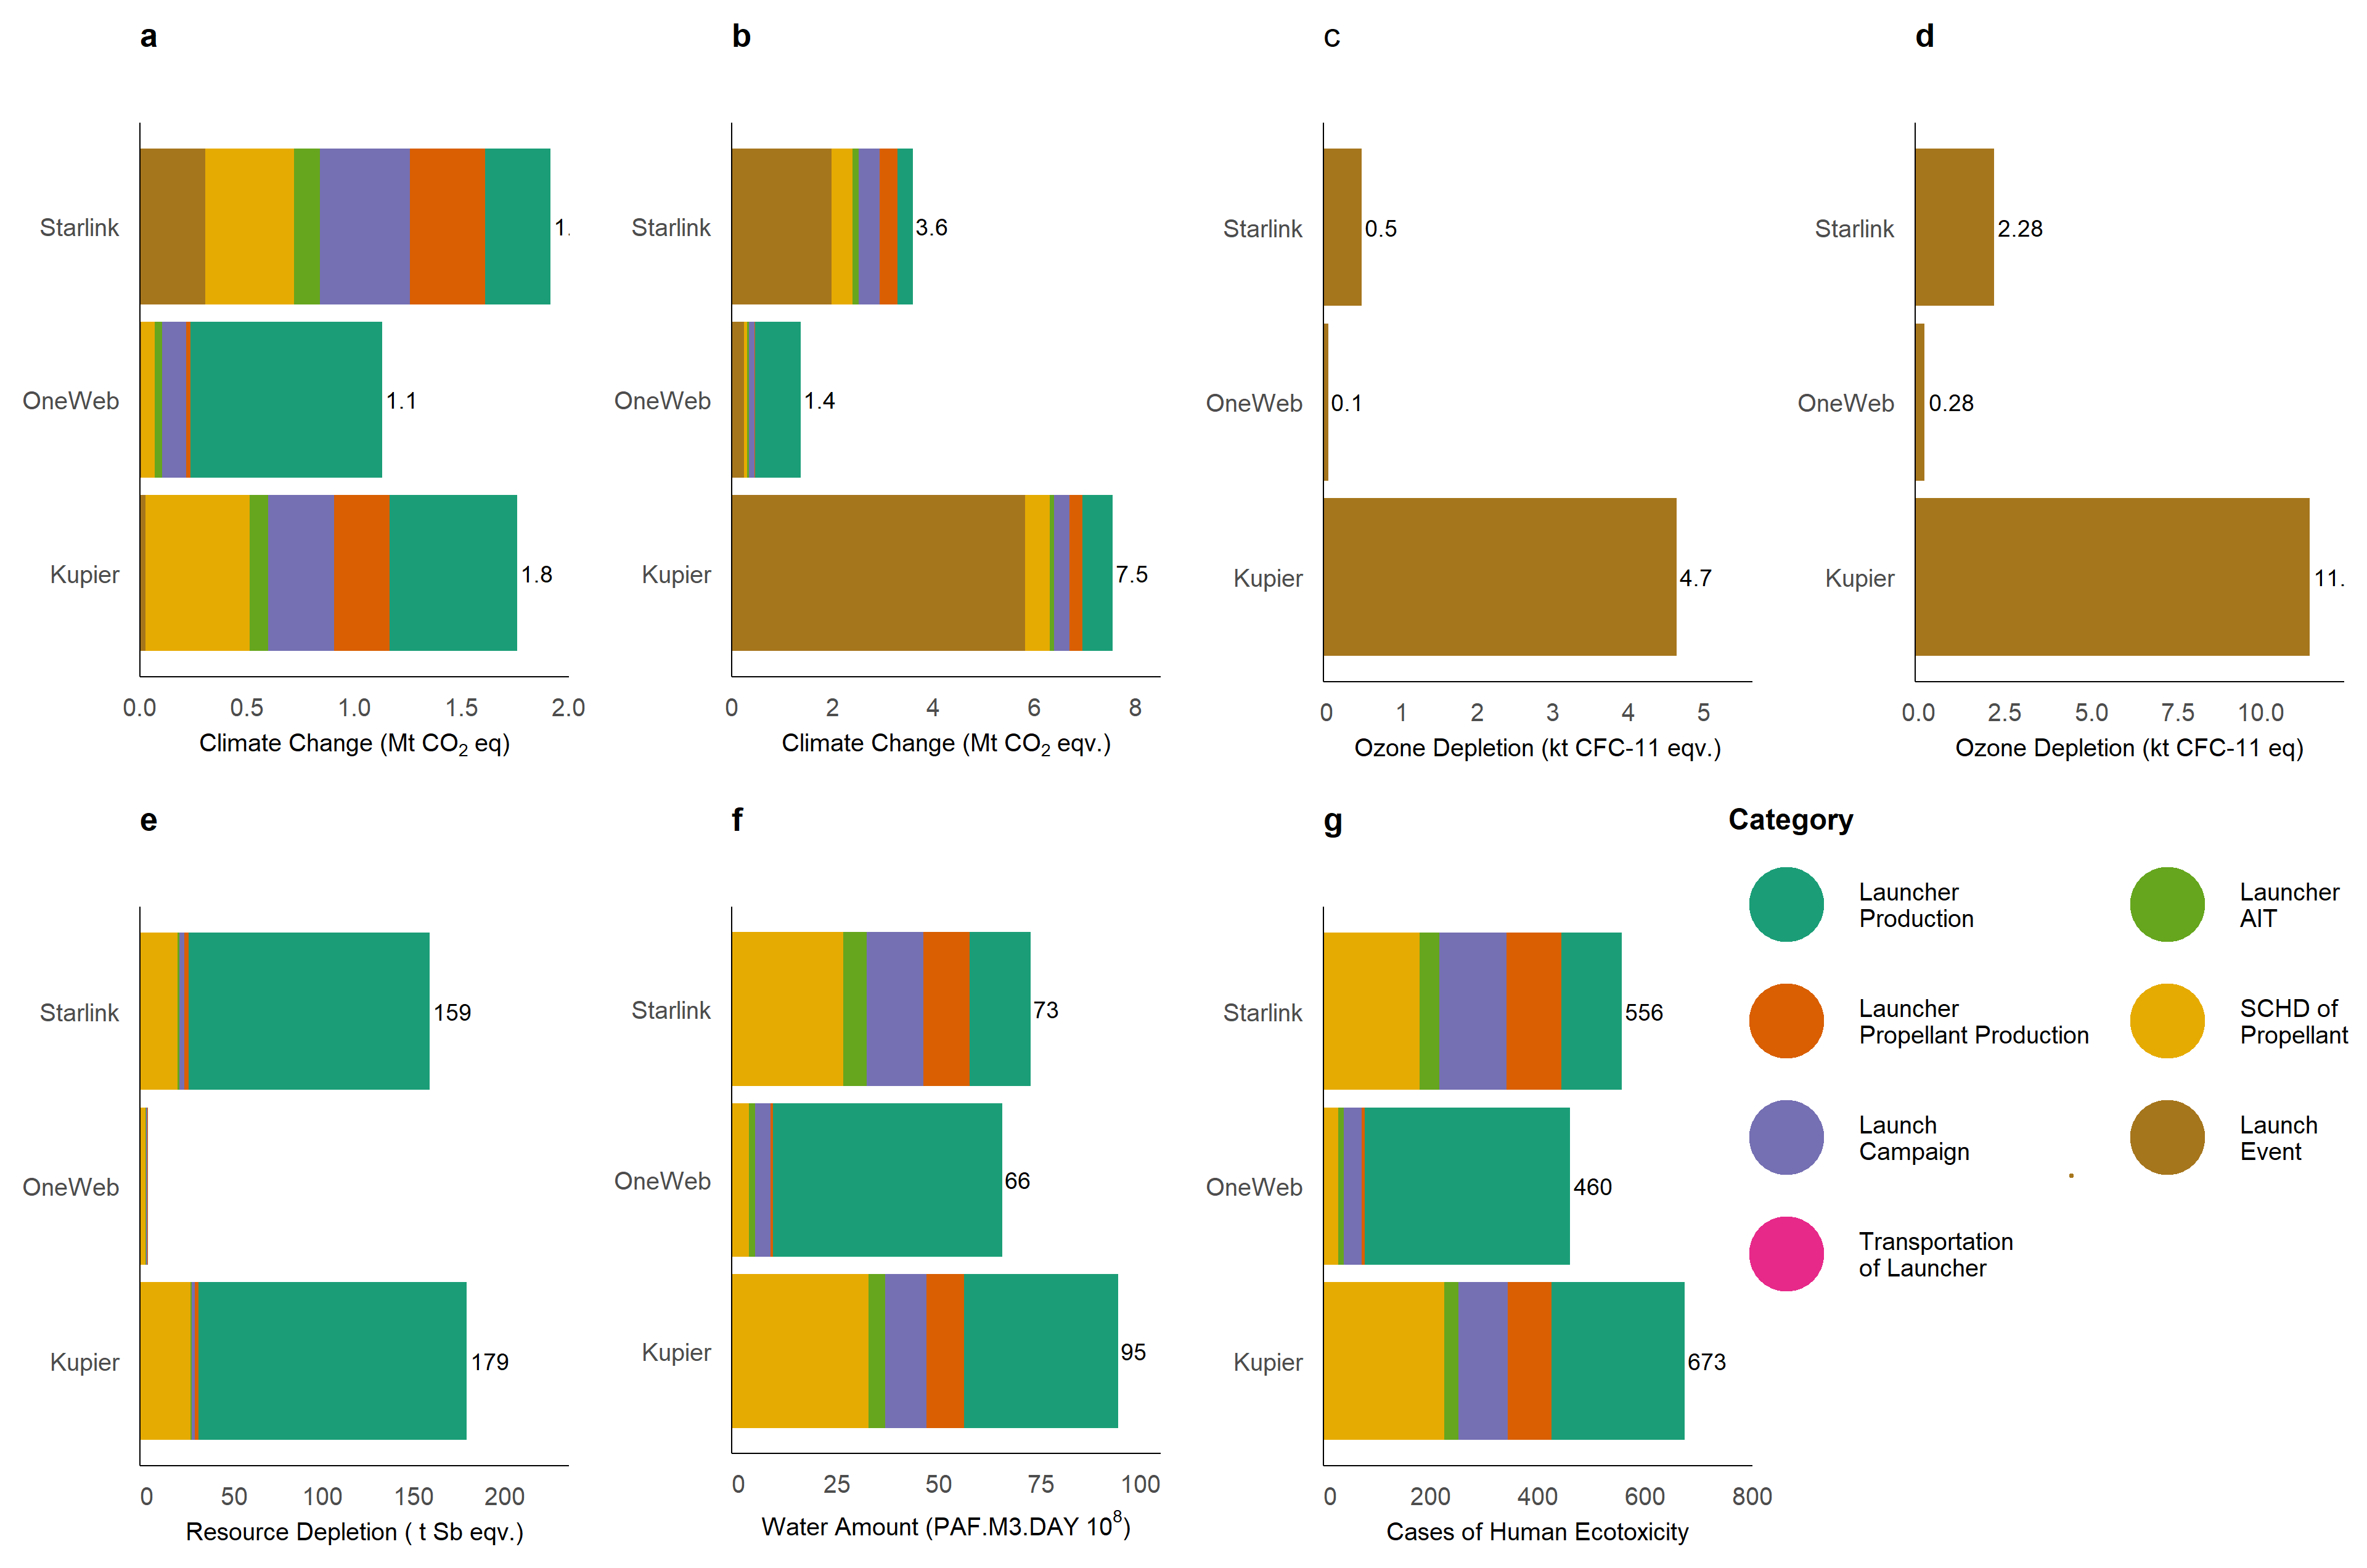 a
Starlink
1.
OneWeb
1.1
Kupier
1.8
0.0 0.5 1.0 1.5 2.0
Climate Change (Mt CO2 eq)
b
Starlink
3.6
OneWeb
1.4
Kupier
7.5
0 2 4 6 8
Climate Change (Mt CO2 eqv.)
c
Starlink
0.5
OneWeb
0.1
Kupier
4.7
0 1 2 3 4 5
Ozone Depletion (kt CFC-11 eqv.)
d
Starlink
2.28
OneWeb
0.28
Kupier
11.
0.0 2.5 5.0 7.5 10.0
Ozone Depletion (kt CFC-11 eq)
e
Starlink
159
OneWeb
Kupier
179
0 50 100 150 200
Resource Depletion ( t Sb eqv.)
f
Starlink
73
OneWeb
66
Kupier
95
0 25 50 75 100
Water Amount (PAF.M3.DAY 10^8)
g
Starlink
556
OneWeb
460
Kupier
673
0 200 400 600 800
Cases of Human Ecotoxicity
Category
Launcher
Production
Launcher
Propellant Production
Launch
Campaign
Transportation
of Launcher
Launcher
AIT
SCHD of
Propellant
Launch
Event